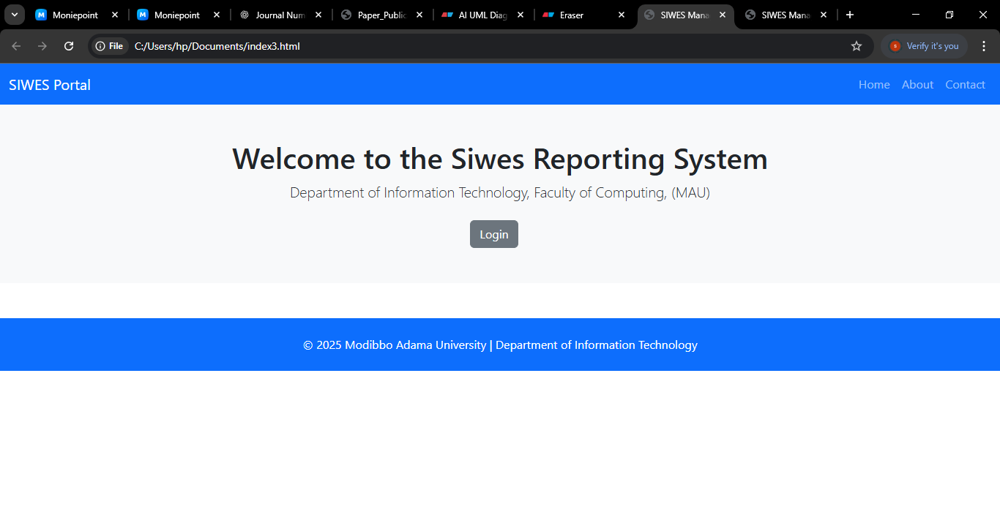 Moniepoint
Moniepoint
Journal Num
Paper_Public
AI UML Diag
Eraser
SIWES Mana
SIWES Mana
File C:/Users/hp/Documents/index3.html
Verify it's you
SIWES Portal
Home About Contact
Welcome to the Siwes Reporting System
Department of Information Technology, Faculty of Computing, (MAU)
Login
© 2025 Modibbo Adama University | Department of Information Technology